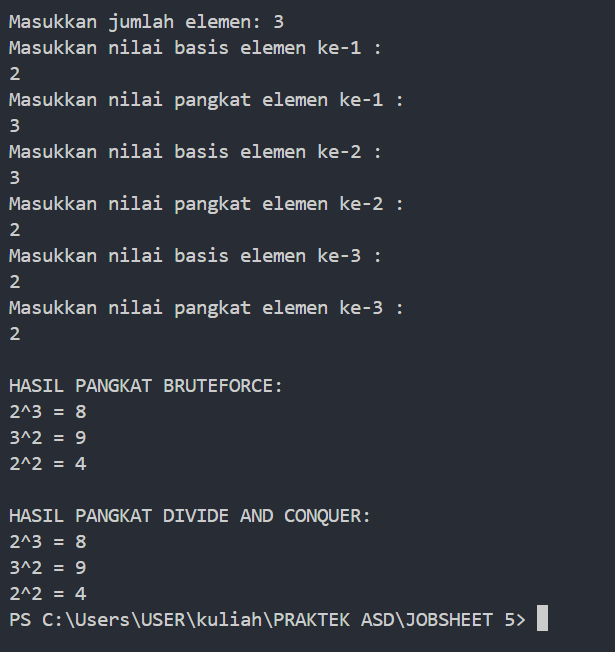 Masukkan jumlah elemen: 3
Masukkan nilai basis elemen ke-1 :
2
Masukkan nilai pangkat elemen ke-1 :
3
Masukkan nilai basis elemen ke-2 :
3
Masukkan nilai pangkat elemen ke-2 :
2
Masukkan nilai basis elemen ke-3 :
2
Masukkan nilai pangkat elemen ke-3 :
2

HASIL PANGKAT BRUTEFORCE:
2^3 = 8
3^2 = 9
2^2 = 4

HASIL PANGKAT DIVIDE AND CONQUER:
2^3 = 8
3^2 = 9
2^2 = 4
PS C:\Users\USER\kuliah\PRAKTEK ASD\JOBSHEET 5>